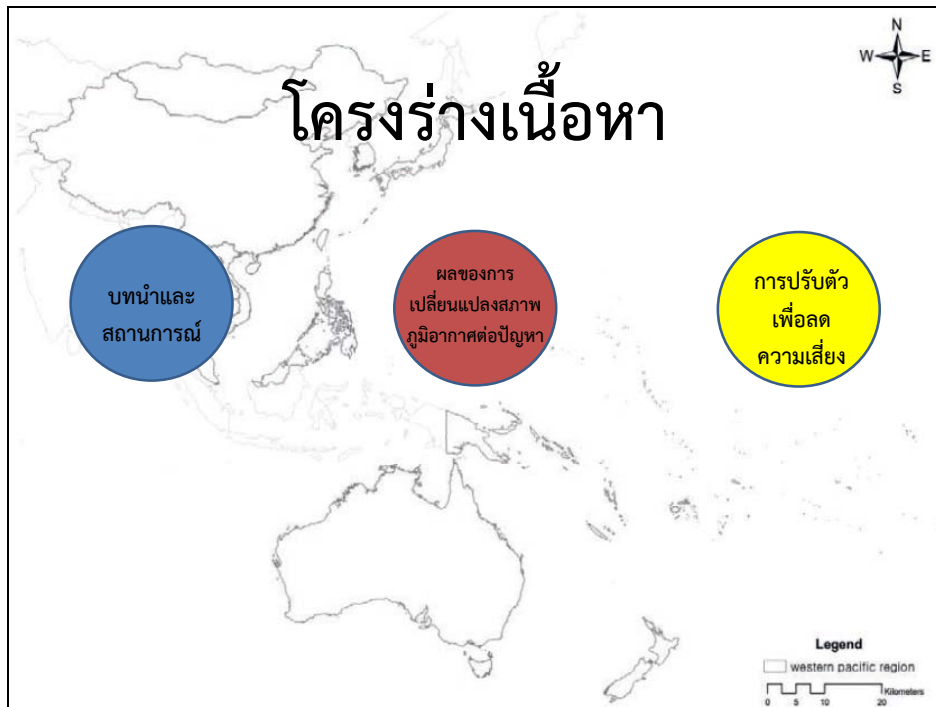 N
W E
S
โครงร่างเนื้อหา
บทนำและ
สถานการณ์
ผลของการ
เปลี่ยนแปลงสภาพ
ภูมิอากาศต่อปัญหา
การปรับตัว
เพื่อลด
ความเสี่ยง
Legend
western pacific region
Kilometers
0 5 10 20